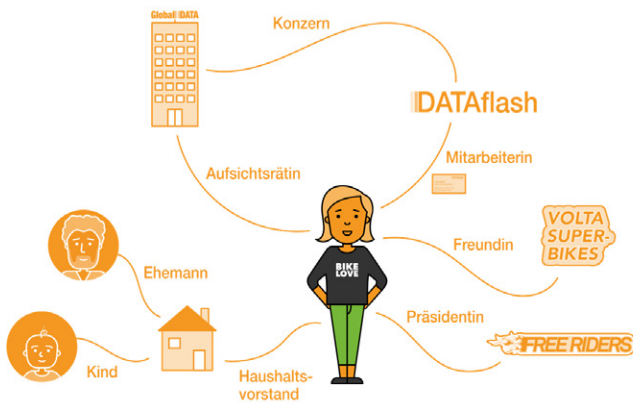 Global DATA
Konzern
DATAflash
Mitarbeiterin
Aufsichtsrätin
VOLTA
SUPER-
BIKES
Freundin
Ehemann
BIKE
LOVE
Präsidentin
FREE RIDERS
Kind
Haushalts-
vorstand